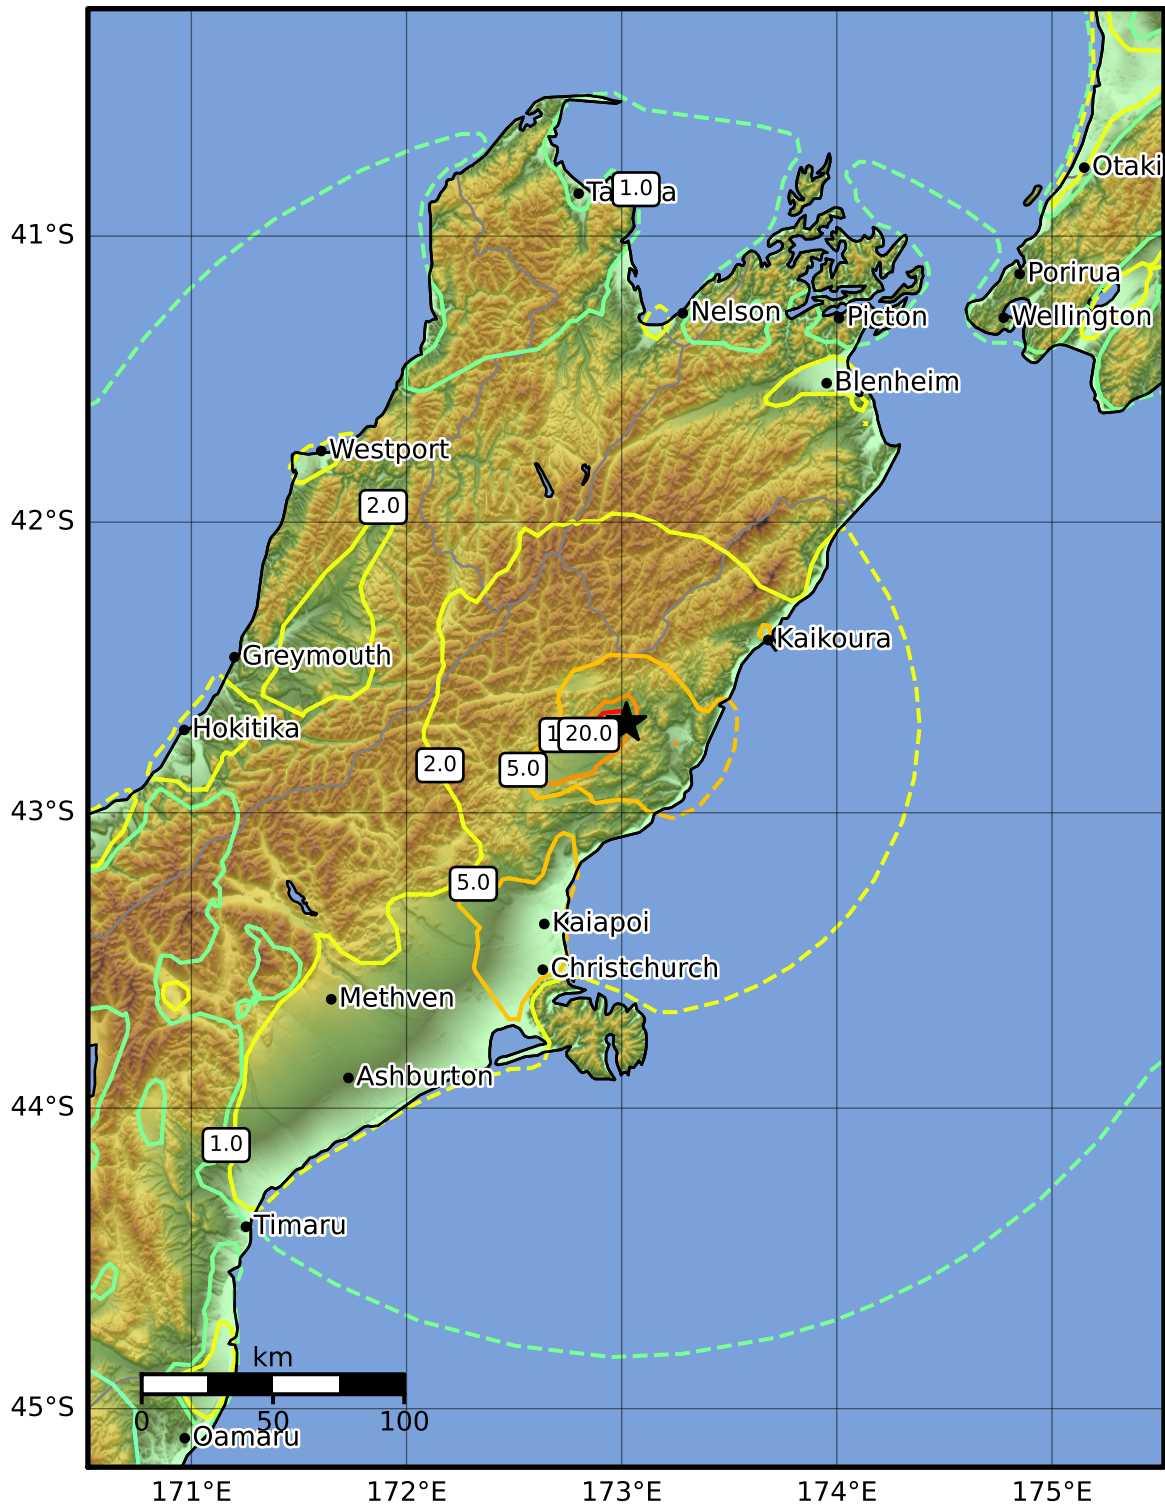 Otaki
1.0
41°S
Porirua
Nelson
Picton
Wellington
Blenheim
Westport
2.0
42°S
Kaikoura
Greymouth
Hokitika
20.0
2.0
5.0
43°S
5.0
Kaiapoi
Christchurch
Methven
Ashburton
44°S
1.0
Timaru
km
45°S
0 50 100
Oamaru
171°E 172°E 173°E 174°E 175°E